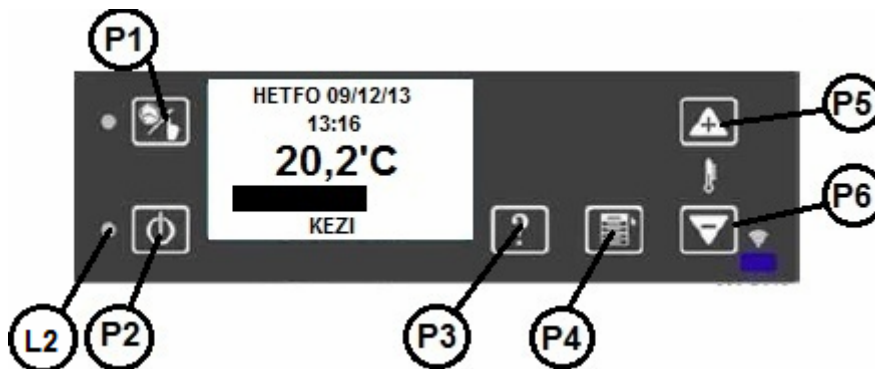 P1
HETFO 09/12/13
13:16
20,2'C
KEZI
?
P5
P6
L2
P2
P3
P4